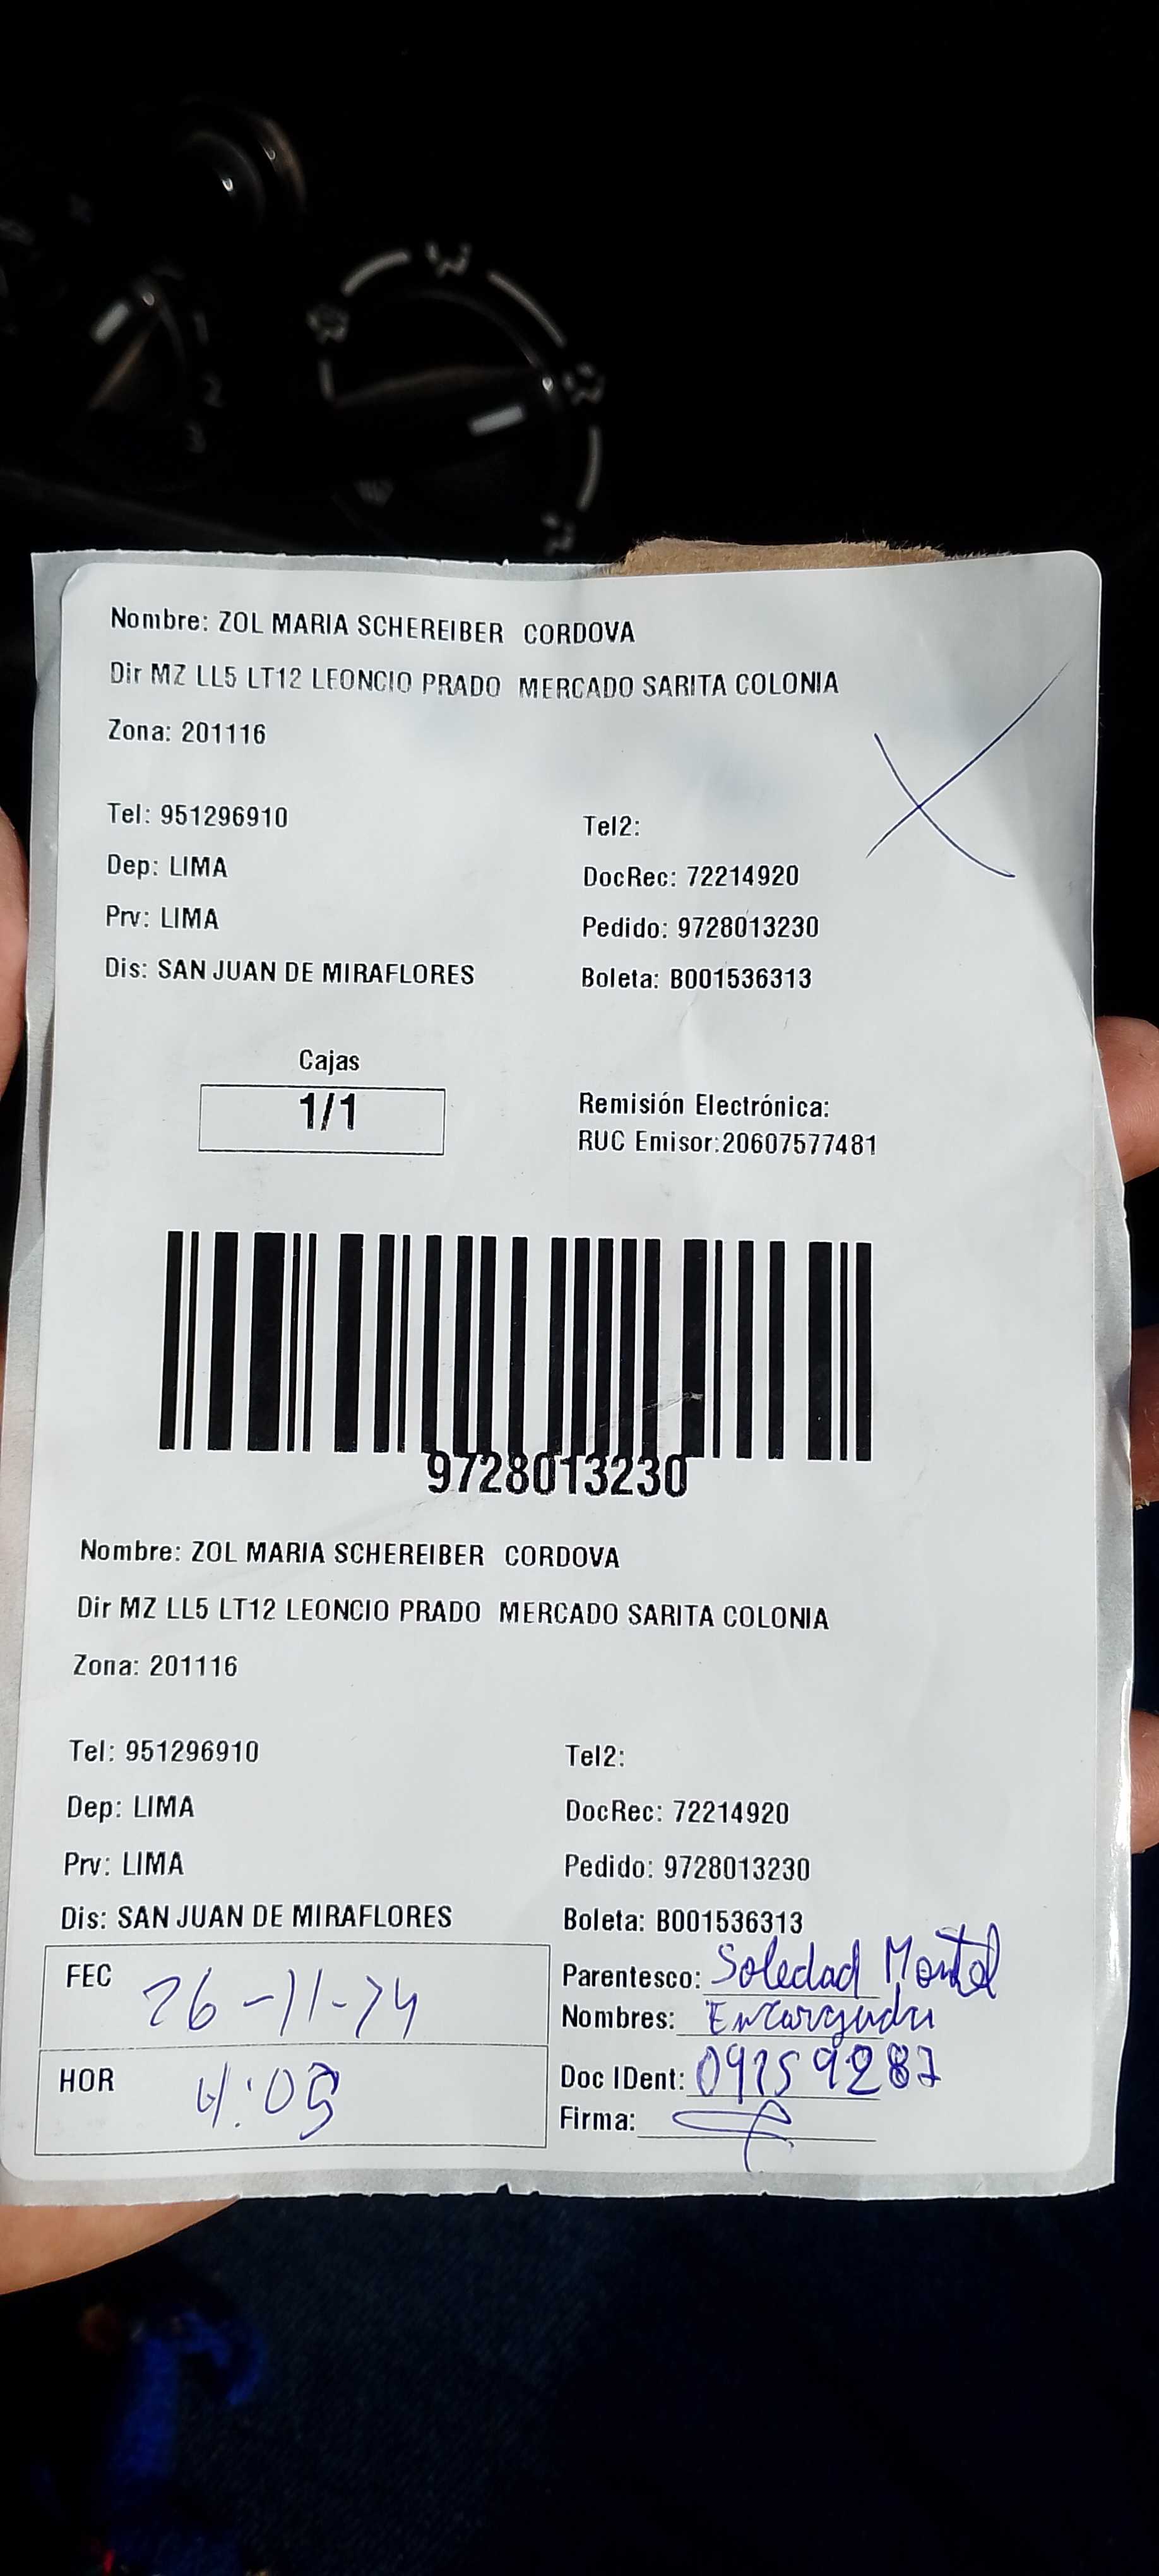 Nombre: ZOL MARIA SCHEREIBER CORDOVA
Dir MZ LL5 LT12 LEONCIO PRADO MERCADO SARITA COLONIA
Zona: 201116
Tel: 951296910 Tel2:
Dep: LIMA DocRec: 72214920
Prv: LIMA Pedido: 9728013230
Dis: SAN JUAN DE MIRAFLORES Boleta: B001536313
Cajas
1/1
Remisión Electrónica:
RUC Emisor:20607577481
9728013230
Nombre: ZOL MARIA SCHEREIBER CORDOVA
Dir MZ LL5 LT12 LEONCIO PRADO MERCADO SARITA COLONIA
Zona: 201116
Tel: 951296910 Tel2:
Dep: LIMA DocRec: 72214920
Prv: LIMA Pedido: 9728013230
Dis: SAN JUAN DE MIRAFLORES Boleta: B001536313
FEC 26-11-24 Parentesco: Soledad
Nombres: Encargada
HOR Doc IDent:
Firma: